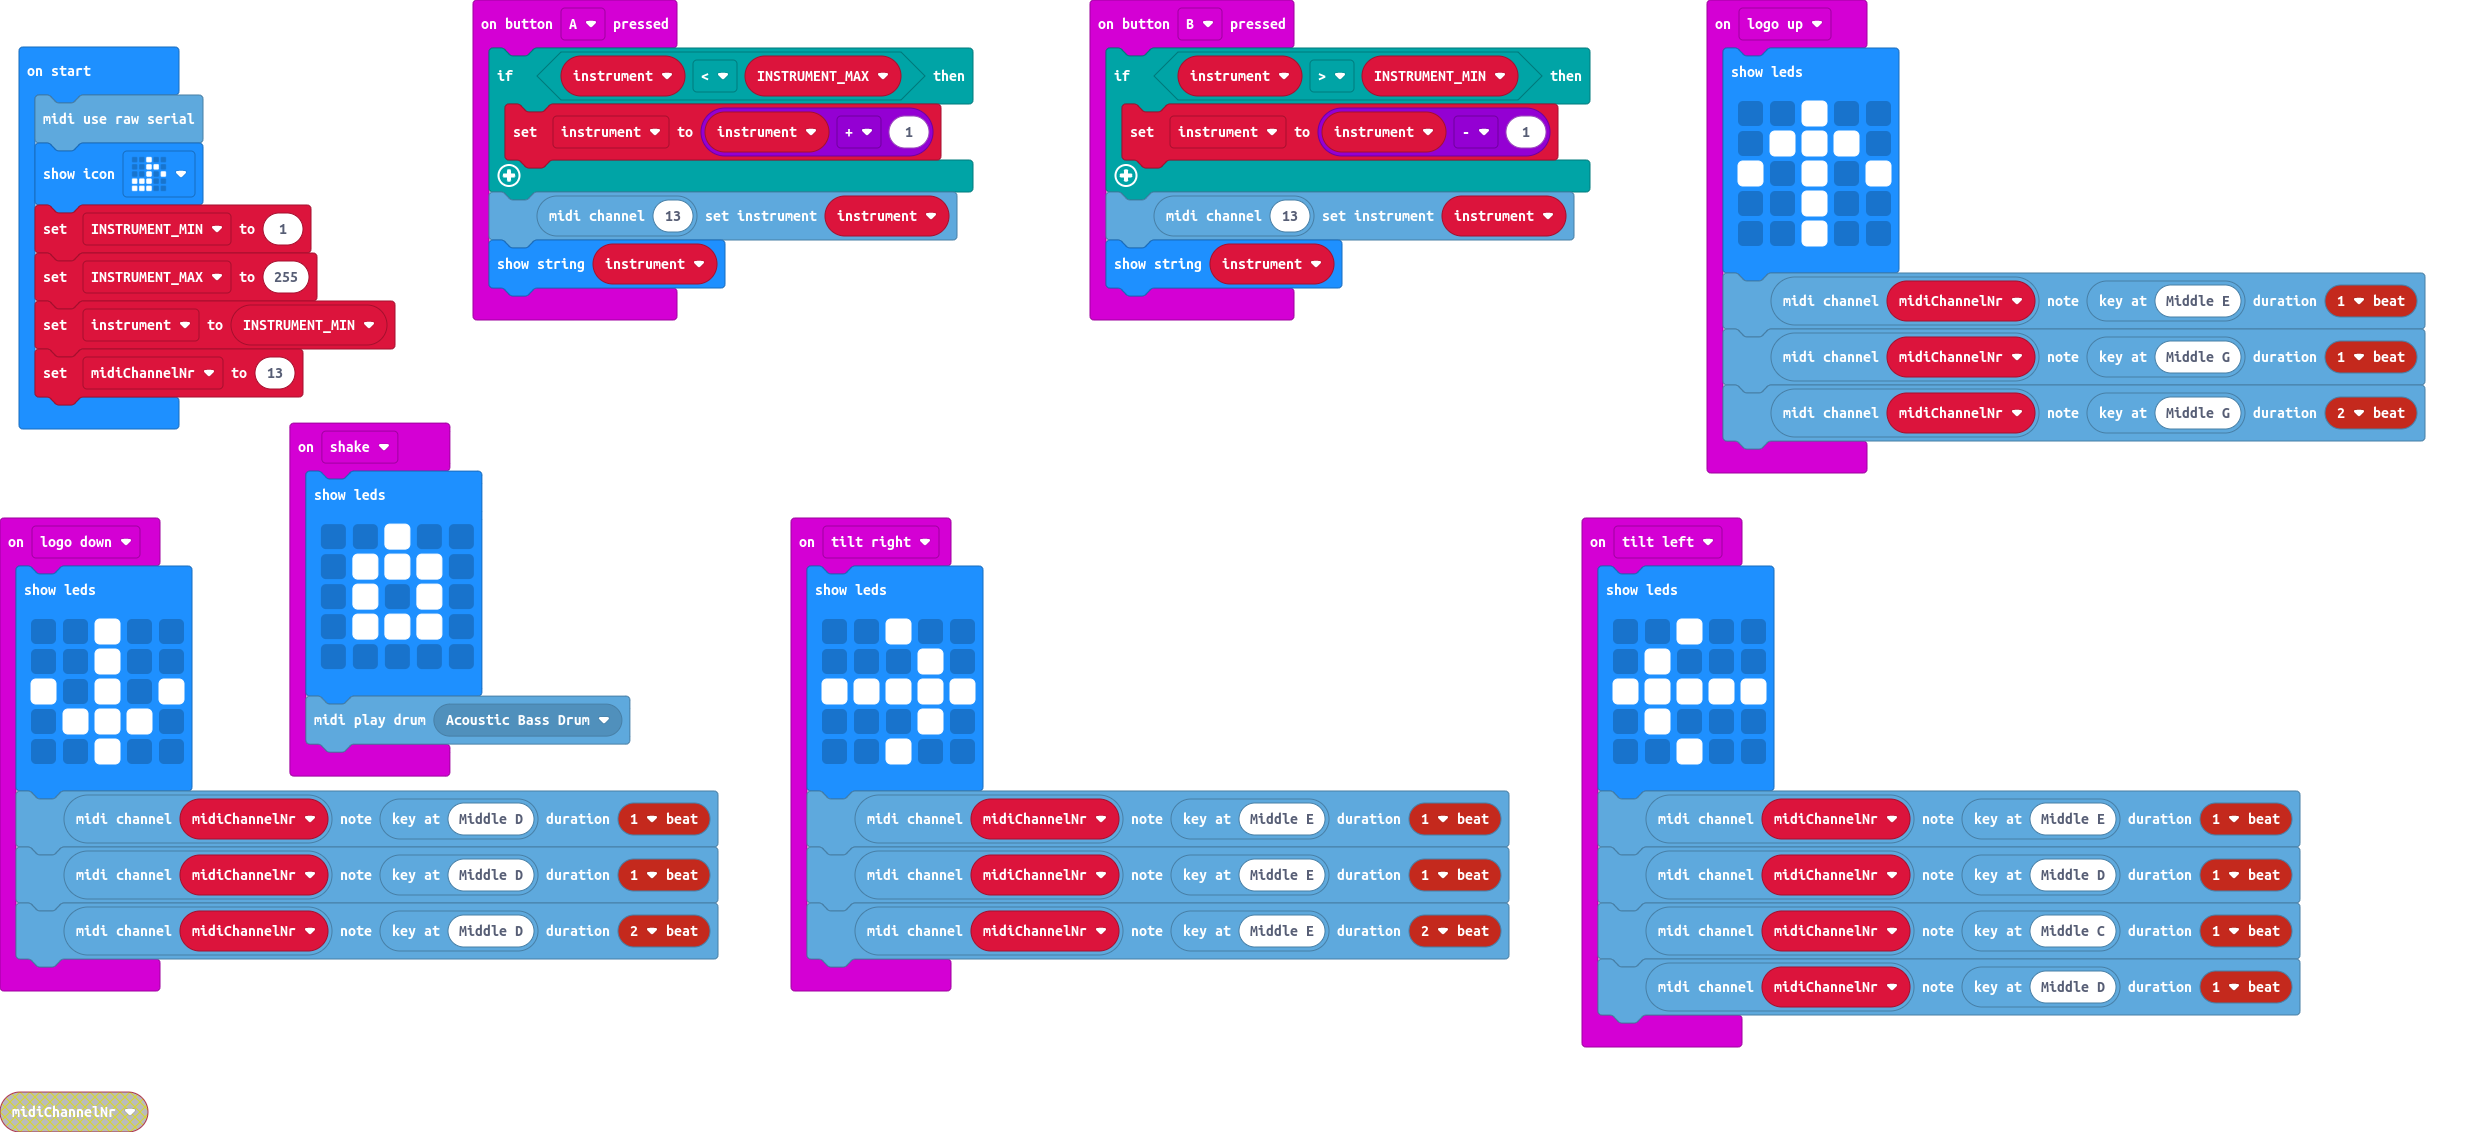 on start
midi use raw serial
show icon
set INSTRUMENT_MIN to 1
set INSTRUMENT_MAX to 255
set instrument to INSTRUMENT_MIN
set midiChannelNr to 13
on button A pressed
if instrument < INSTRUMENT_MAX then
set instrument to instrument + 1
midi channel 13 set instrument instrument
show string instrument
on button B pressed
if instrument > INSTRUMENT_MIN then
set instrument to instrument - 1
midi channel 13 set instrument instrument
show string instrument
on logo up
show leds
midi channel midiChannelNr note key at Middle E duration 1 beat
midi channel midiChannelNr note key at Middle G duration 1 beat
midi channel midiChannelNr note key at Middle G duration 2 beat
on shake
show leds
midi play drum Acoustic Bass Drum
on logo down
show leds
midi channel midiChannelNr note key at Middle D duration 1 beat
midi channel midiChannelNr note key at Middle D duration 1 beat
midi channel midiChannelNr note key at Middle D duration 2 beat
on tilt right
show leds
midi channel midiChannelNr note key at Middle E duration 1 beat
midi channel midiChannelNr note key at Middle E duration 1 beat
midi channel midiChannelNr note key at Middle E duration 2 beat
on tilt left
show leds
midi channel midiChannelNr note key at Middle E duration 1 beat
midi channel midiChannelNr note key at Middle D duration 1 beat
midi channel midiChannelNr note key at Middle C duration 1 beat
midi channel midiChannelNr note key at Middle D duration 1 beat
midiChannelNr